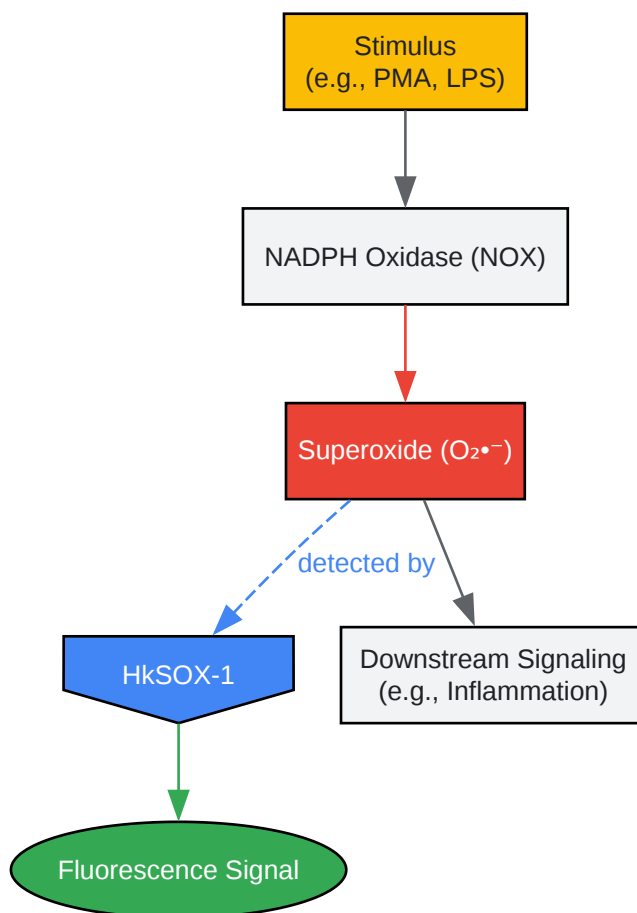 Stimulus
(e.g., PMA, LPS)
NADPH Oxidase (NOX)
Superoxide (O₂•⁻)
detected by
HkSOX-1
Downstream Signaling
(e.g., Inflammation)
Fluorescence Signal